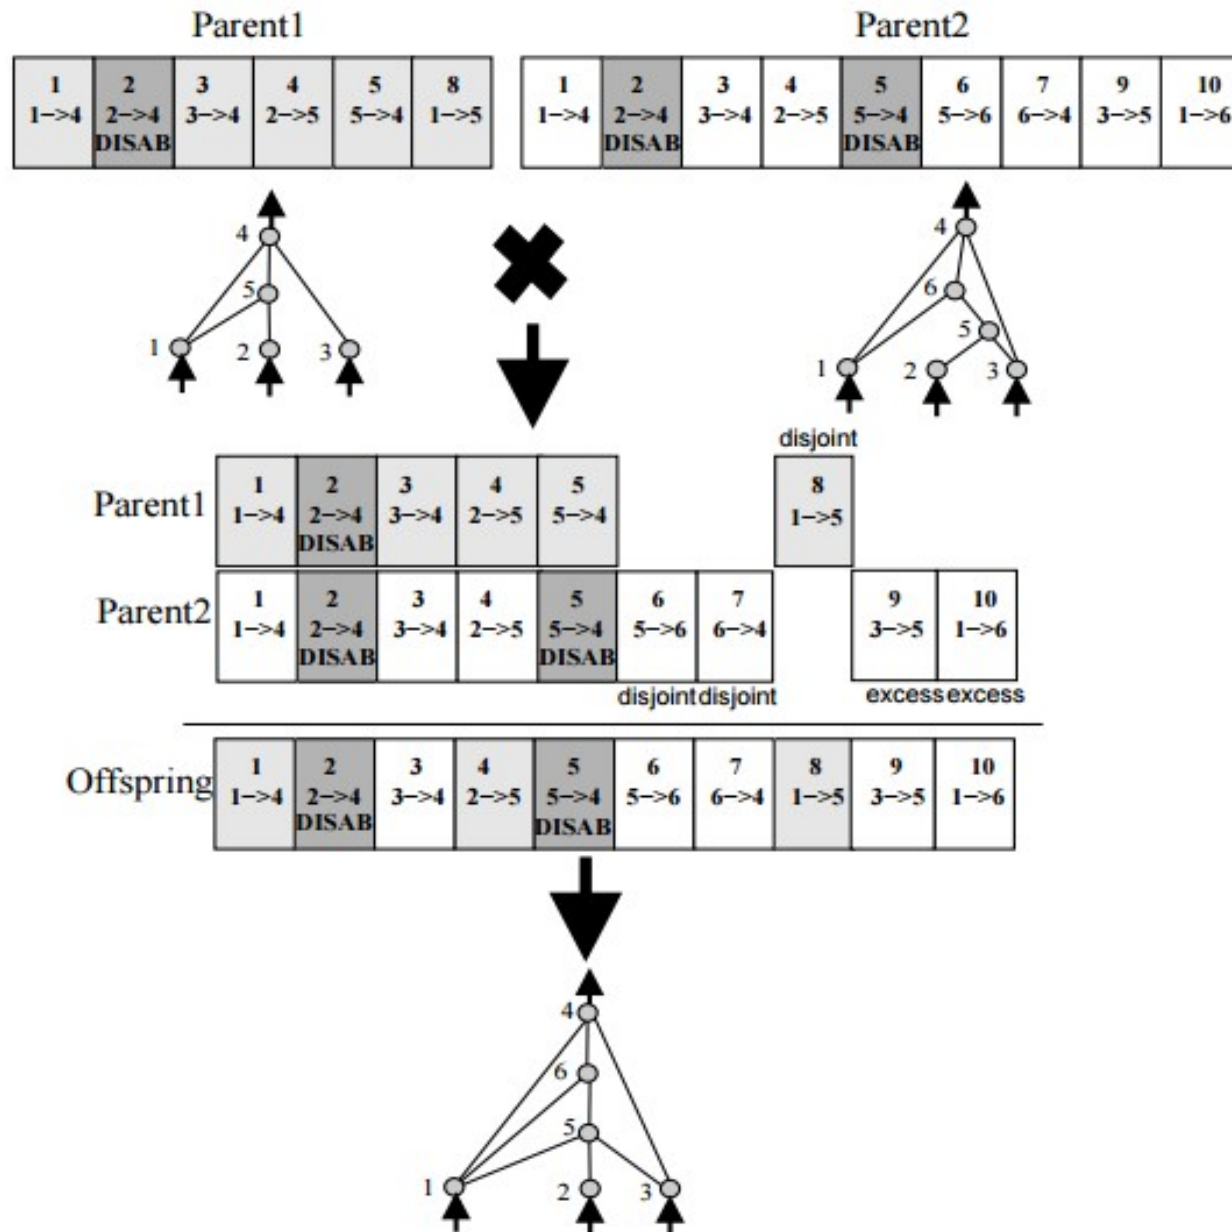 Parent1 Parent2
1 2 3 4 5 8 1 2 3 4 5 6 7 9 10
1->4 2->4 3->4 2->5 5->4 1->5 1->4 2->4 3->4 2->5 5->4 5->6 6->4 3->5 1->6
DISAB DISAB DISAB
4 4
5 6
5
1 2 3 1 2 3
disjoint
Parent1 1 2 3 4 5 8
1->4 2->4 3->4 2->5 5->4 1->5
DISAB
Parent2 1 2 3 4 5 6 7 9 10
1->4 2->4 3->4 2->5 5->4 5->6 6->4 3->5 1->6
DISAB DISAB
disjoint disjoint excess excess
Offspring 1 2 3 4 5 6 7 8 9 10
1->4 2->4 3->4 2->5 5->4 5->6 6->4 1->5 3->5 1->6
DISAB DISAB
4
6
5
1 2 3